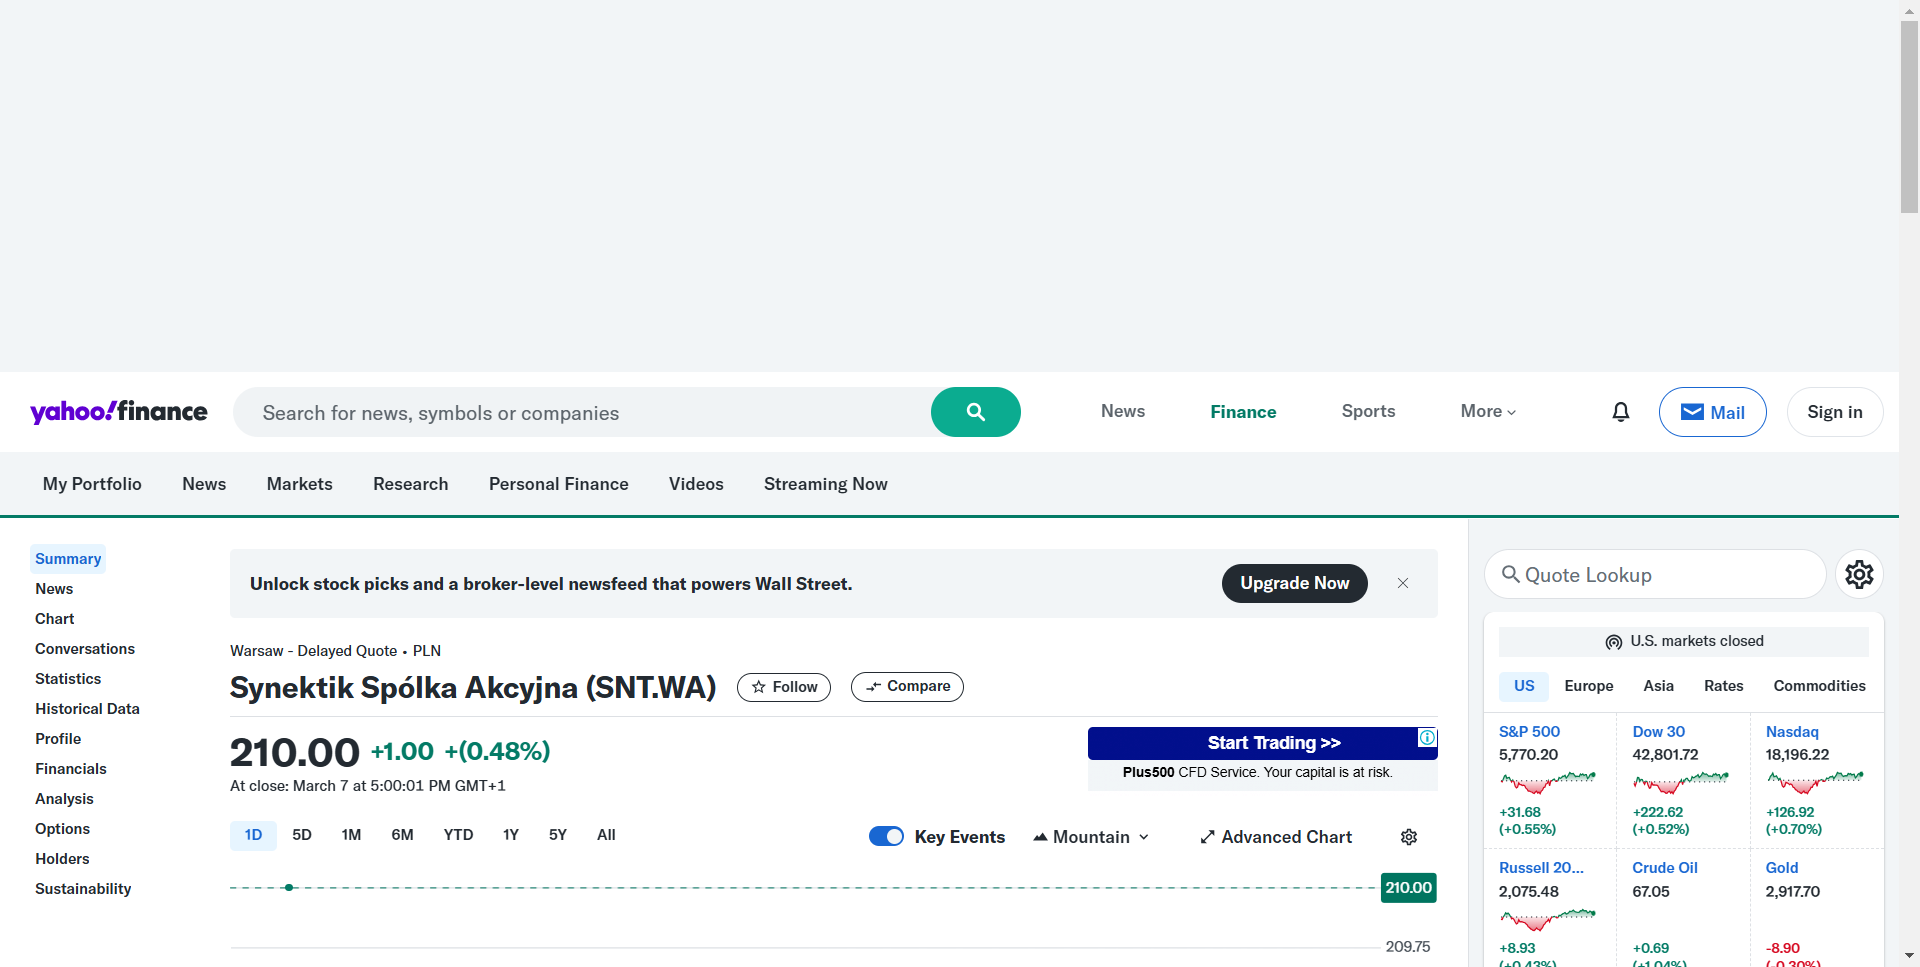 yahoo!finance
Search for news, symbols or companies
News
Finance
Sports
More
Mail
Sign in
My Portfolio
News
Markets
Research
Personal Finance
Videos
Streaming Now
Summary
News
Chart
Conversations
Statistics
Historical Data
Profile
Financials
Analysis
Options
Holders
Sustainability
Unlock stock picks and a broker-level newsfeed that powers Wall Street.
Upgrade Now
Warsaw - Delayed Quote • PLN
Synektik Spólka Akcyjna (SNT.WA)
Follow
Compare
210.00 +1.00 +(0.48%)
At close: March 7 at 5:00:01 PM GMT+1
Start Trading >>
Plus500 CFD Service. Your capital is at risk.
1D
5D
1M
6M
YTD
1Y
5Y
All
Key Events
Mountain
Advanced Chart
210.00
209.75
Quote Lookup
U.S. markets closed
US
Europe
Asia
Rates
Commodities
S&P 500
5,770.20
+31.68
(+0.55%)
Dow 30
42,801.72
+222.62
(+0.52%)
Nasdaq
18,196.22
+126.92
(+0.70%)
Russell 20...
2,075.48
+8.93
(+0.43%)
Crude Oil
67.05
+0.69
(+1.04%)
Gold
2,917.70
-8.90
(-0.30%)